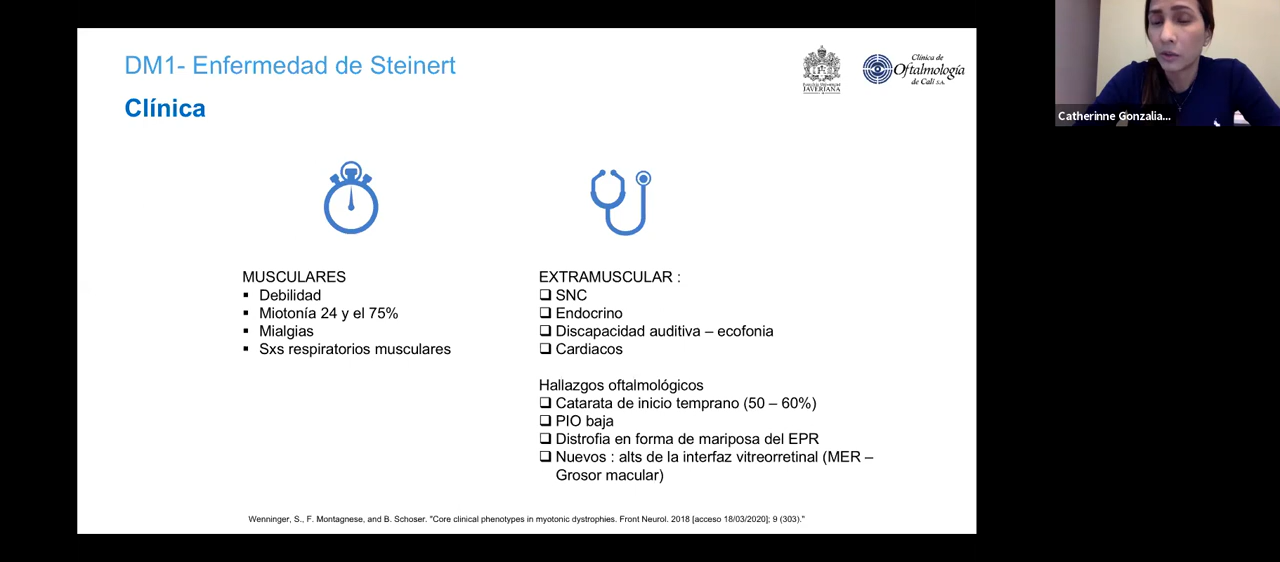 DM1- Enfermedad de Steinert
Clínica
JAVERIANA
Clínica de
Oftalmología
de Cali S.A.
Catherinne Gonzalia...
MUSCULARES
▪ Debilidad
▪ Miotonía 24 y el 75%
▪ Mialgias
▪ Sxs respiratorios musculares
EXTRAMUSCULAR :
❑ SNC
❑ Endocrino
❑ Discapacidad auditiva – ecofonia
❑ Cardiacos
Hallazgos oftalmológicos
❑ Catarata de inicio temprano (50 – 60%)
❑ PIO baja
❑ Distrofia en forma de mariposa del EPR
❑ Nuevos : alts de la interfaz vitreorretinal (MER –
Grosor macular)
Wenninger, S., F. Montagnese, and B. Schoser. "Core clinical phenotypes in myotonic dystrophies. Front Neurol. 2018 [acceso 18/03/2020]; 9 (303)."